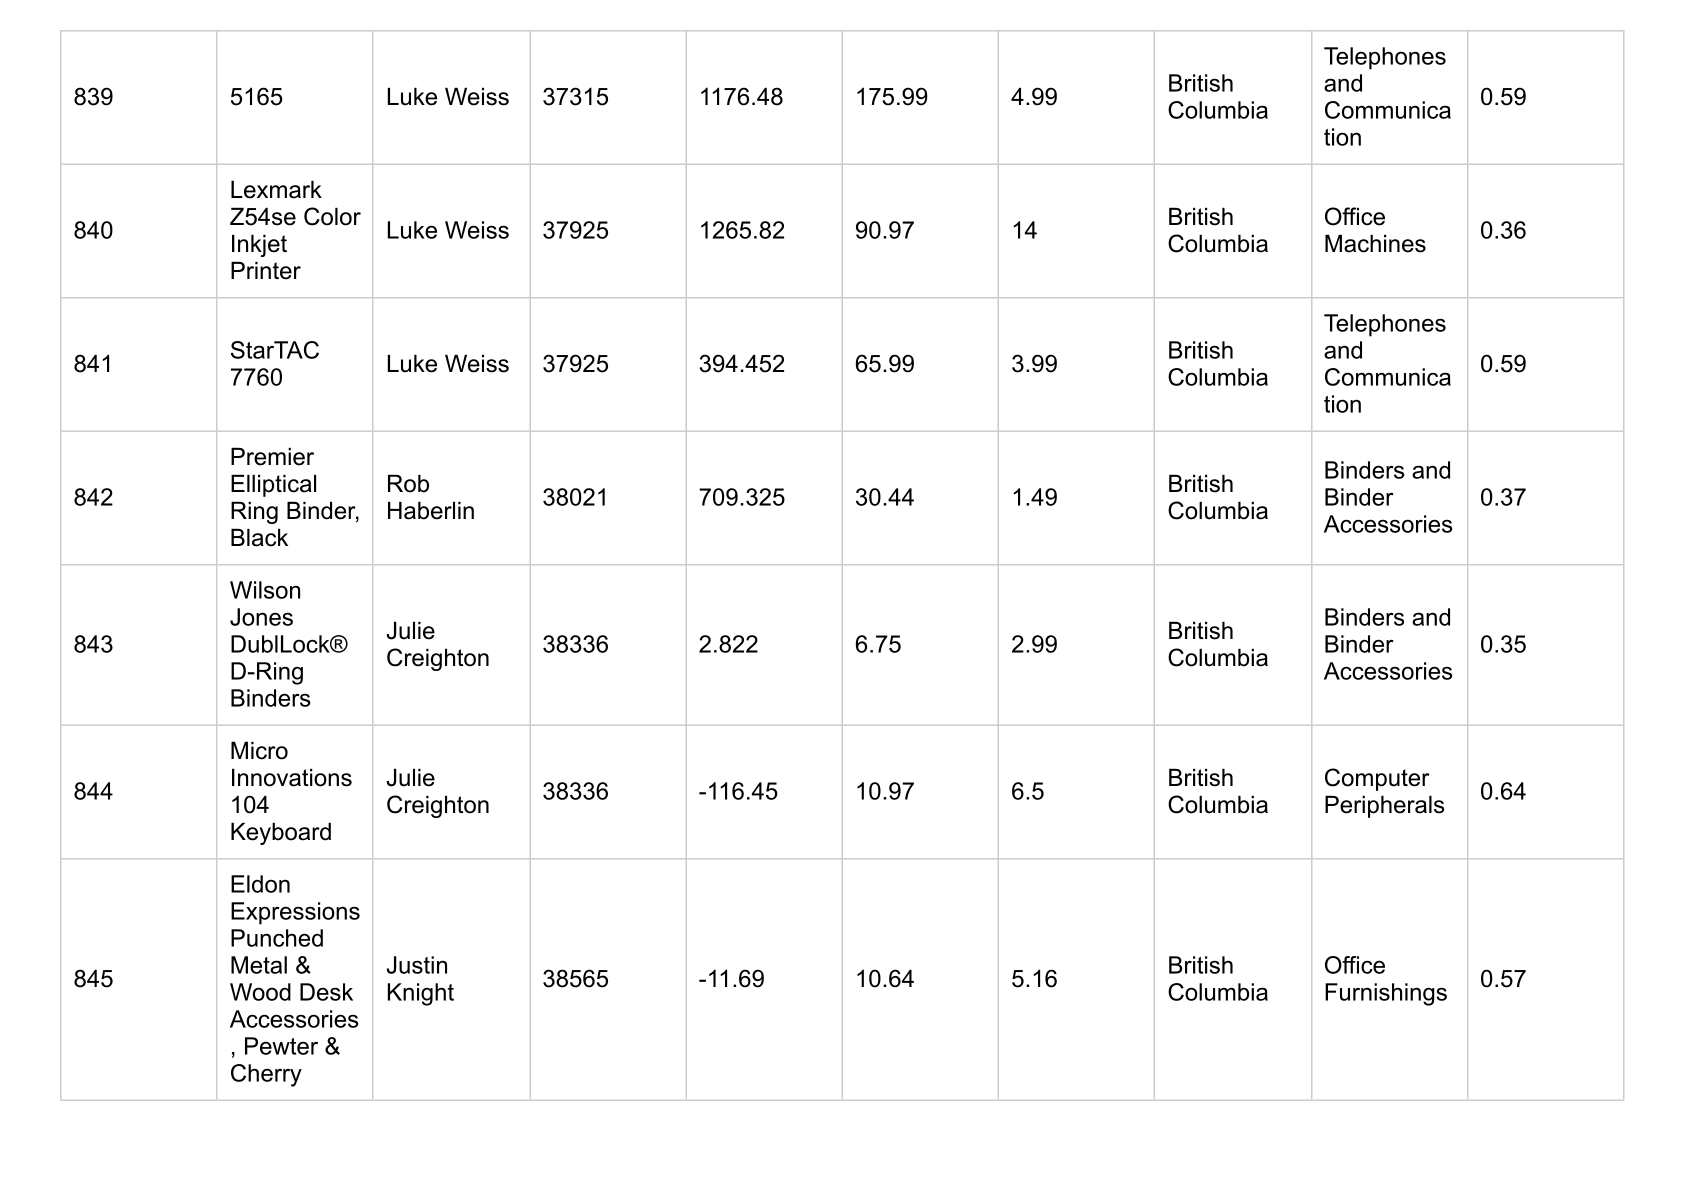 839 5165 Luke Weiss 37315 1176.48 175.99 4.99 British Columbia Telephones and Communica tion 0.59
840 Lexmark Z54se Color Inkjet Printer Luke Weiss 37925 1265.82 90.97 14 British Columbia Office Machines 0.36
841 StarTAC 7760 Luke Weiss 37925 394.452 65.99 3.99 British Columbia Telephones and Communica tion 0.59
842 Premier Elliptical Ring Binder, Black Rob Haberlin 38021 709.325 30.44 1.49 British Columbia Binders and Binder Accessories 0.37
843 Wilson Jones DublLock® D-Ring Binders Julie Creighton 38336 2.822 6.75 2.99 British Columbia Binders and Binder Accessories 0.35
844 Micro Innovations 104 Keyboard Julie Creighton 38336 -116.45 10.97 6.5 British Columbia Computer Peripherals 0.64
845 Eldon Expressions Punched Metal & Wood Desk Accessories , Pewter & Cherry Justin Knight 38565 -11.69 10.64 5.16 British Columbia Office Furnishings 0.57